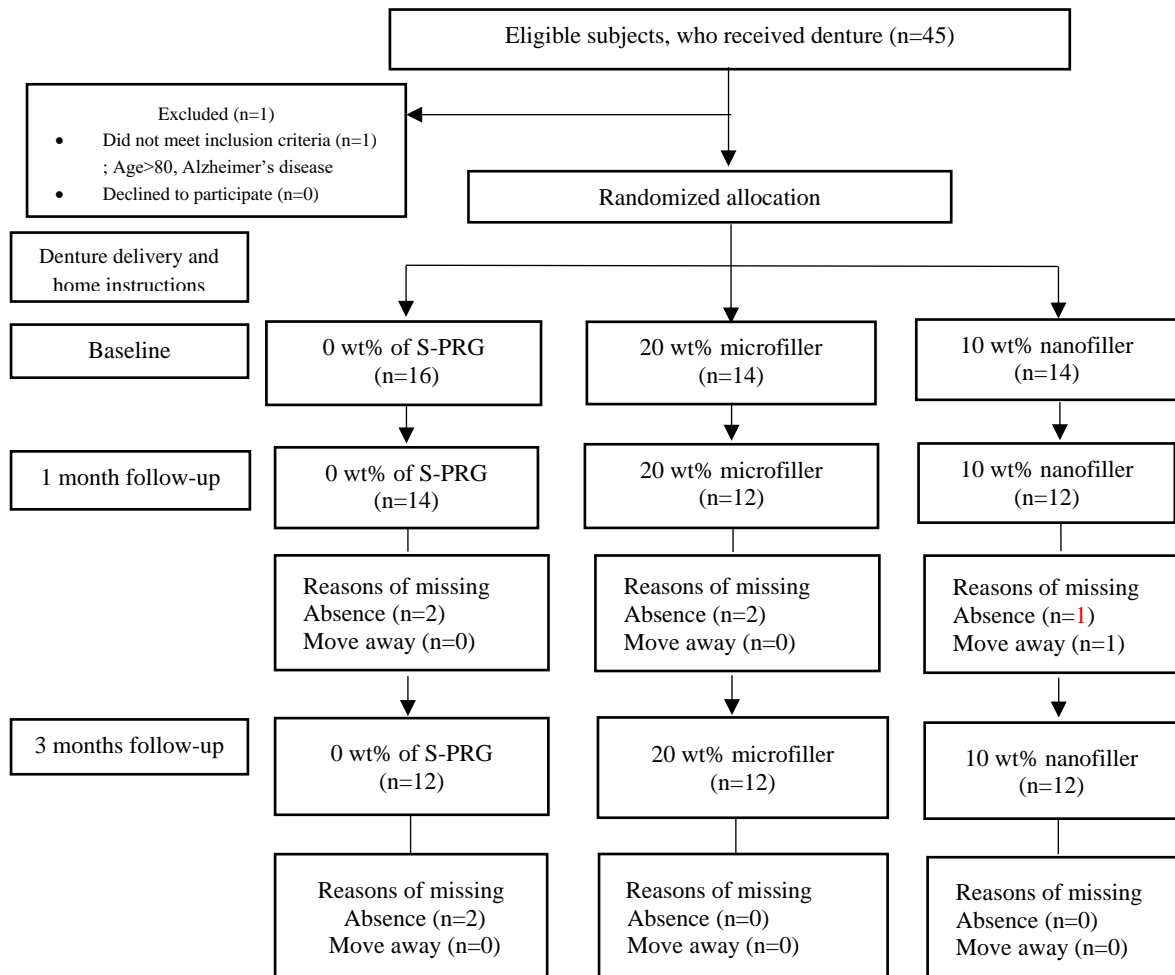 Eligible subjects, who received denture (n=45)
Excluded (n=1)
• Did not meet inclusion criteria (n=1)
; Age>80, Alzheimer’s disease
• Declined to participate (n=0)
Randomized allocation
Denture delivery and
home instructions
Baseline
0 wt% of S-PRG
(n=16)
20 wt% microfiller
(n=14)
10 wt% nanofiller
(n=14)
1 month follow-up
0 wt% of S-PRG
(n=14)
20 wt% microfiller
(n=12)
10 wt% nanofiller
(n=12)
Reasons of missing
Absence (n=2)
Move away (n=0)
Reasons of missing
Absence (n=2)
Move away (n=0)
Reasons of missing
Absence (n=1)
Move away (n=1)
3 months follow-up
0 wt% of S-PRG
(n=12)
20 wt% microfiller
(n=12)
10 wt% nanofiller
(n=12)
Reasons of missing
Absence (n=2)
Move away (n=0)
Reasons of missing
Absence (n=0)
Move away (n=0)
Reasons of missing
Absence (n=0)
Move away (n=0)